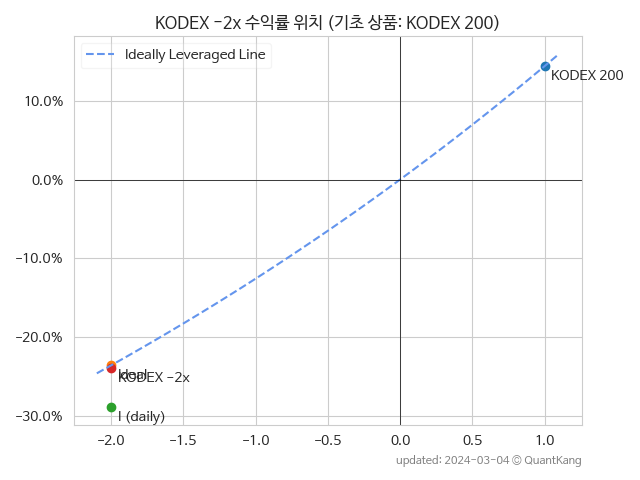 KODEX -2x 수익률 위치 (기초 상품: KODEX 200)
Ideally Leveraged Line
KODEX 200
10.0%
0.0%
-10.0%
-20.0%
KODEX -2x
I (daily)
-30.0%
-2.0 -1.5 -1.0 -0.5 0.0 0.5 1.0
updated: 2024-03-04 © QuantKang